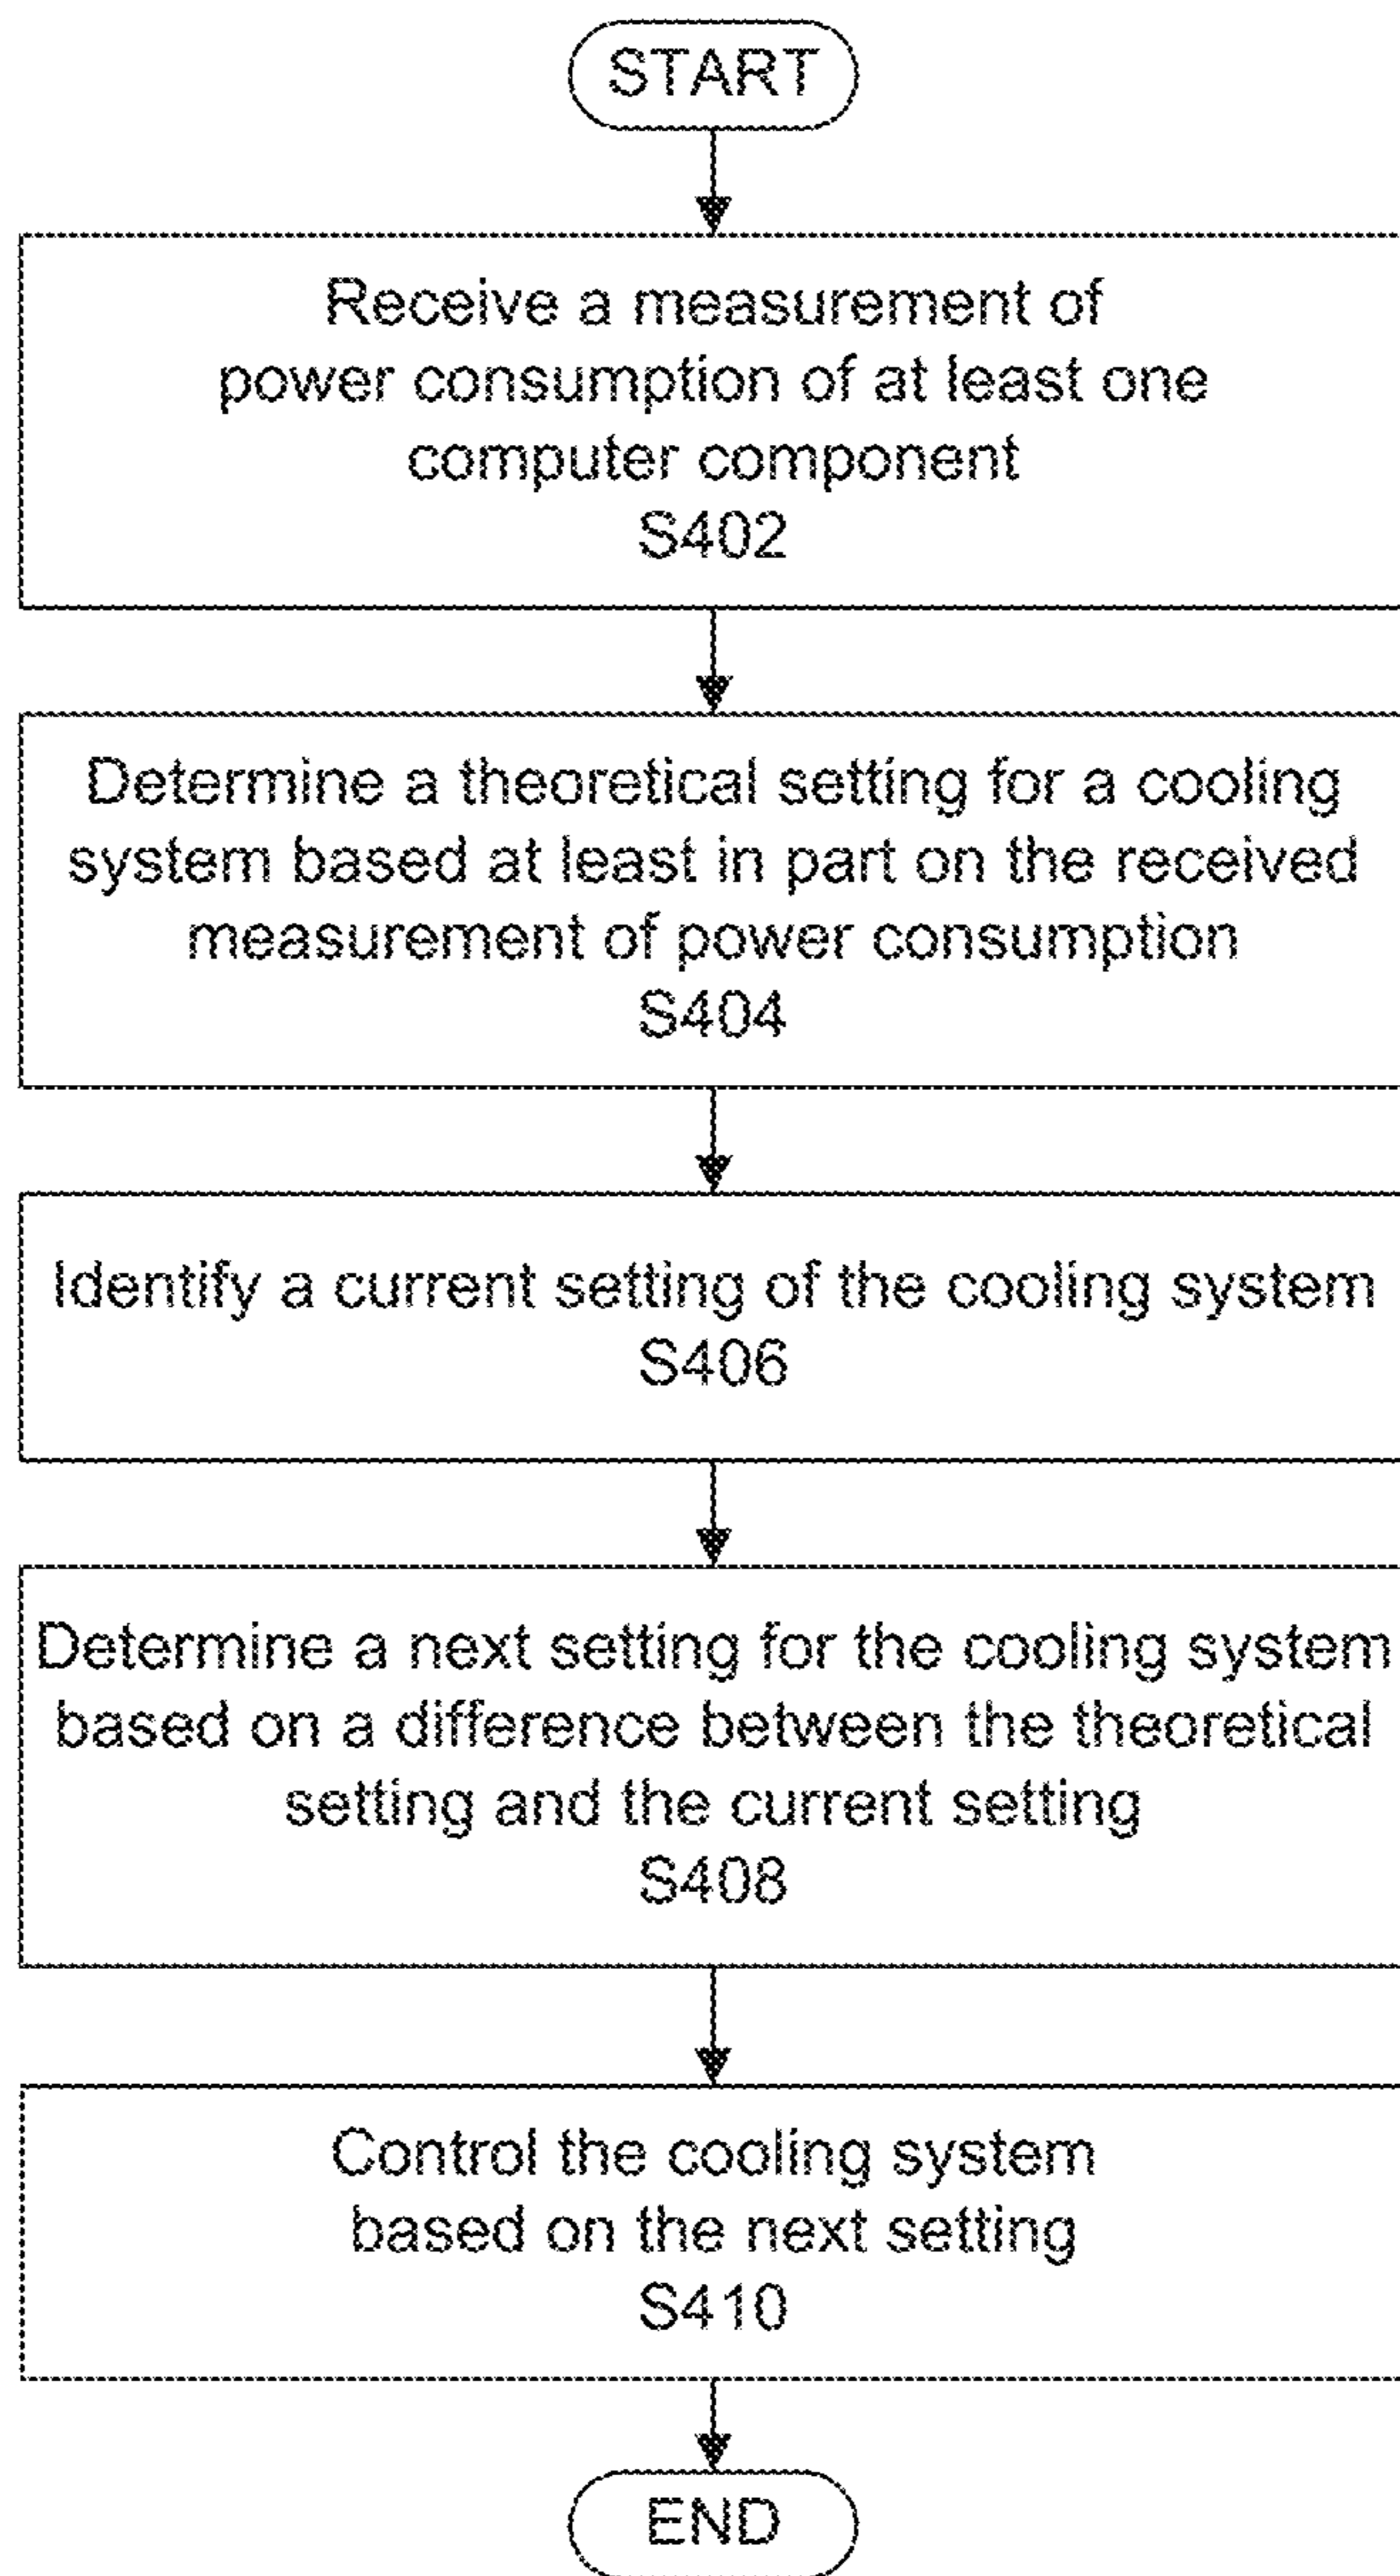 START
Receive a measurement of
power consumption of at least one
computer component
S402
Determine a theoretical setting for a cooling
system based at least in part on the received
measurement of power consumption
S404
Identify a current setting of the cooling system
S406
Determine a next setting for the cooling system
based on a difference between the theoretical
setting and the current setting
S408
Control the cooling system
based on the next setting
S410
END